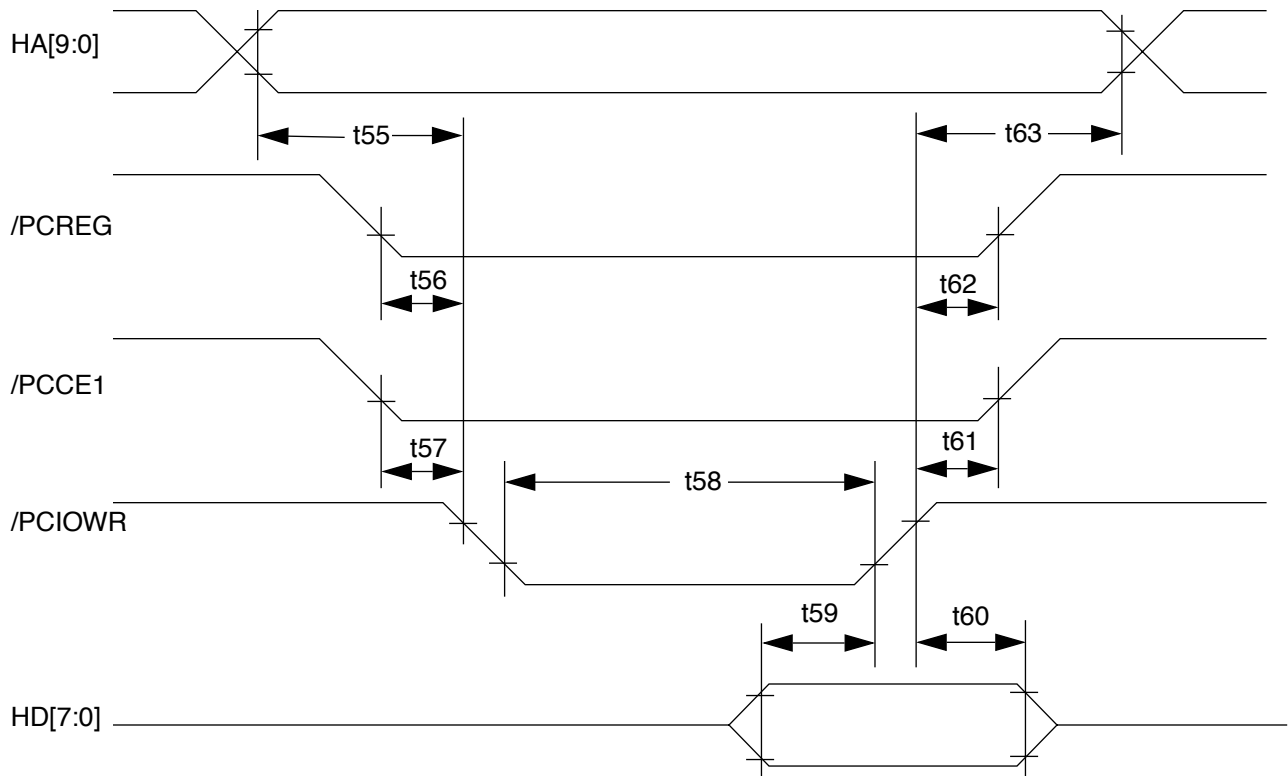 HA[9:0]
t55
t63
/PCREG
t56
t62
/PCCE1
t57
t61
t58
/PCIOWR
t59
t60
HD[7:0]